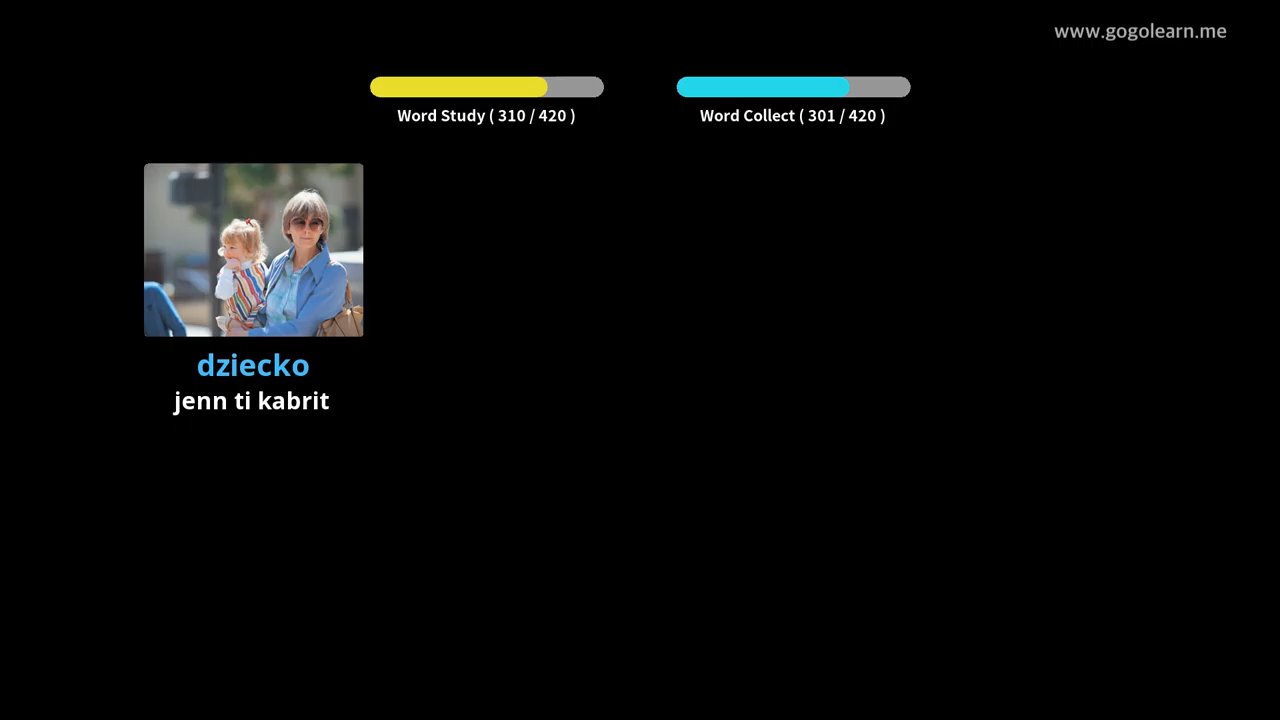 www.gogolearn.me
Word Study ( 310 / 420 )
Word Collect ( 301 / 420 )
dziecko
jenn ti kabrit